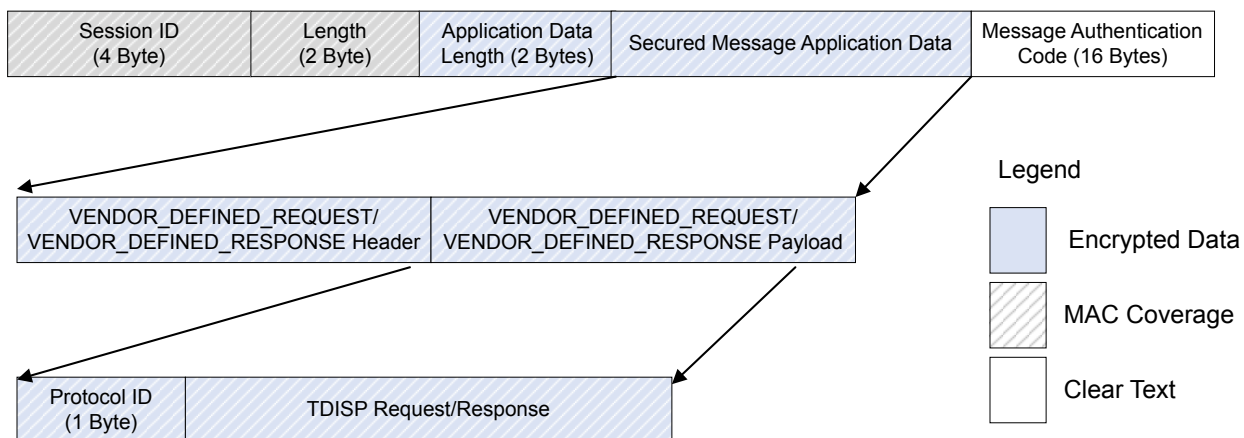 Session ID
(4 Byte)
Length
(2 Byte)
Application Data
Length (2 Bytes)
Secured Message Application Data
Message Authentication
Code (16 Bytes)
VENDOR_DEFINED_REQUEST/
VENDOR_DEFINED_RESPONSE Header
VENDOR_DEFINED_REQUEST/
VENDOR_DEFINED_RESPONSE Payload
Legend
Encrypted Data
MAC Coverage
Clear Text
Protocol ID
(1 Byte)
TDISP Request/Response